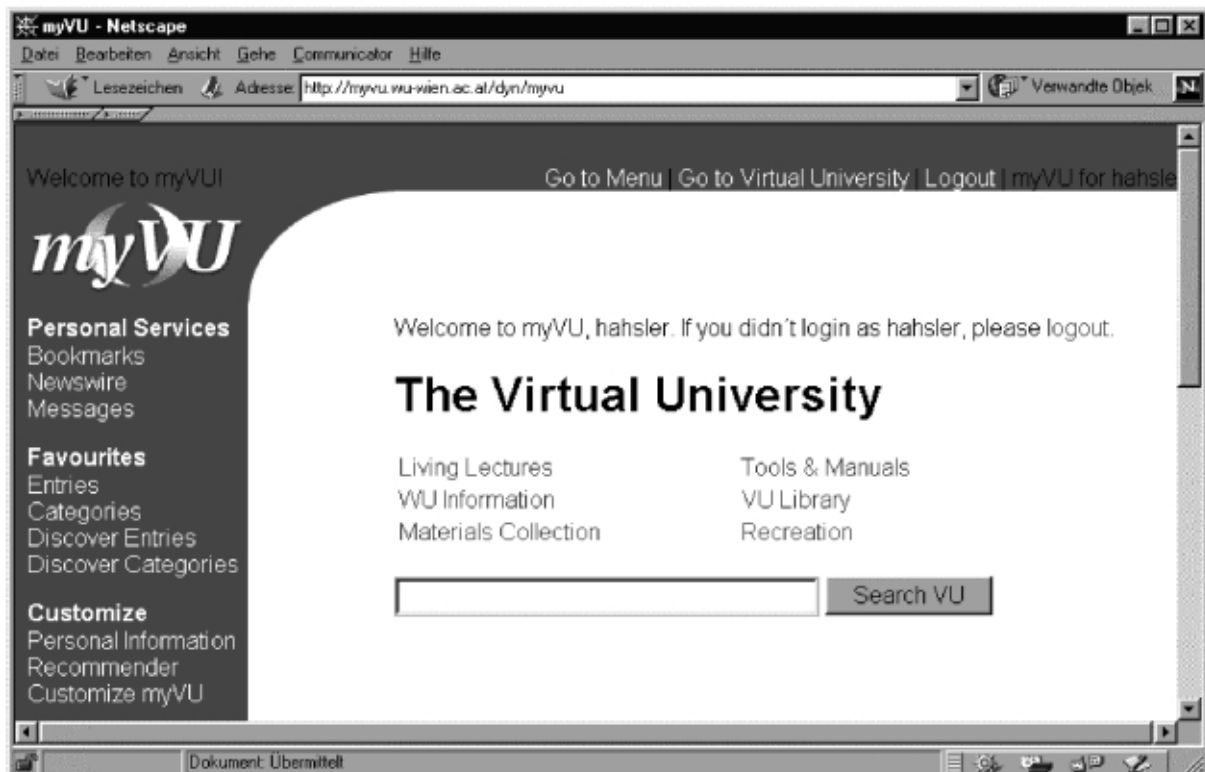 myVU - Netscape
Datei Bearbeiten Ansicht Gehe Communicator Hilfe
Lesezeichen Adresse http://myvu.wu-wien.ac.at/dyn/myvu Verwandte Objek N
Welcome to myVU! Go to Menu | Go to Virtual University | Logout | myVU for hahsle
myVU
Personal Services
Bookmarks
Newswire
Messages
Favourites
Entries
Categories
Discover Entries
Discover Categories
Customize
Personal Information
Recommender
Customize myVU
Welcome to myVU, hahsler. If you didn´t login as hahsler, please logout.
The Virtual University
Living Lectures Tools & Manuals
WU Information VU Library
Materials Collection Recreation
Search VU
Dokument: Übermittelt